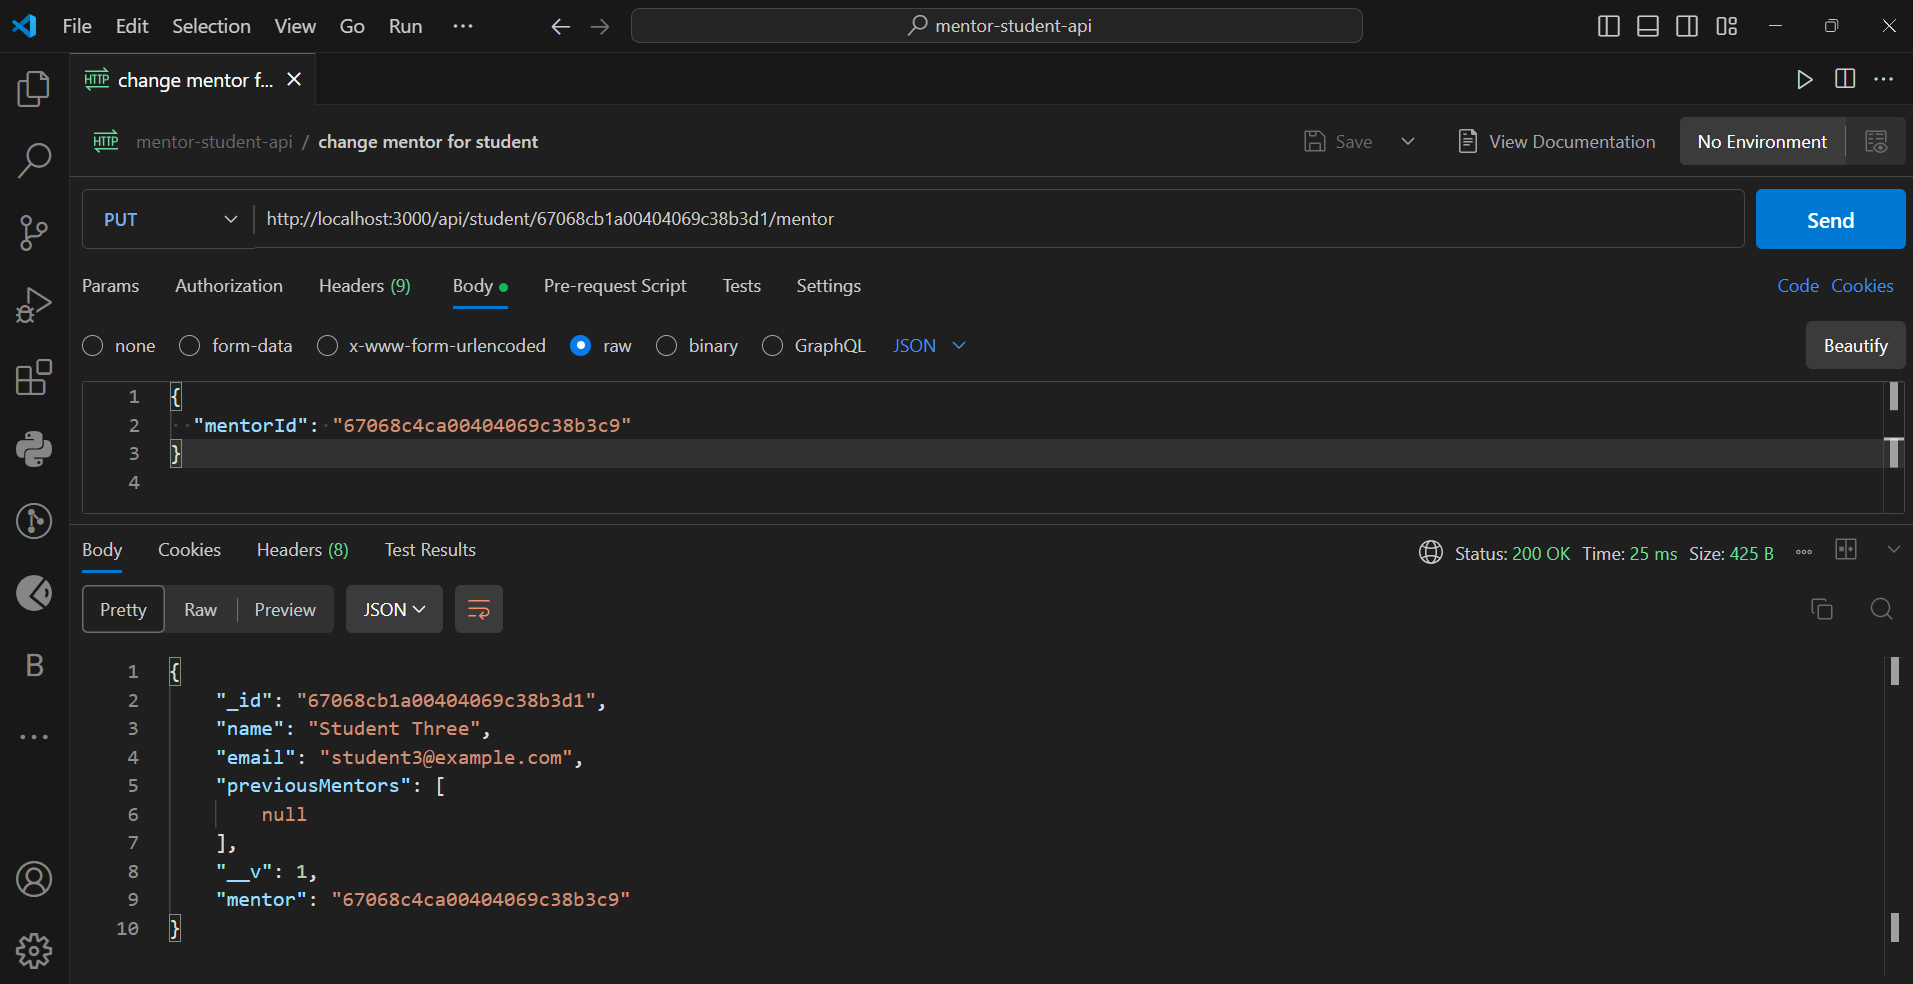 File Edit Selection View Go Run ···
mentor-student-api
HTTP change mentor f...
HTTP mentor-student-api / change mentor for student
Save View Documentation No Environment
PUT http://localhost:3000/api/student/67068cb1a00404069c38b3d1/mentor Send
Params Authorization Headers (9) Body Pre-request Script Tests Settings Code Cookies
none form-data x-www-form-urlencoded raw binary GraphQL JSON Beautify
1 {
2 "mentorId": "67068c4ca00404069c38b3c9"
3 }
4
Body Cookies Headers (8) Test Results Status: 200 OK Time: 25 ms Size: 425 B
Pretty Raw Preview JSON
B
1 {
2 "_id": "67068cb1a00404069c38b3d1",
3 "name": "Student Three",
4 "email": "student3@example.com",
5 "previousMentors": [
6 null
7 ],
8 "__v": 1,
9 "mentor": "67068c4ca00404069c38b3c9"
10 }